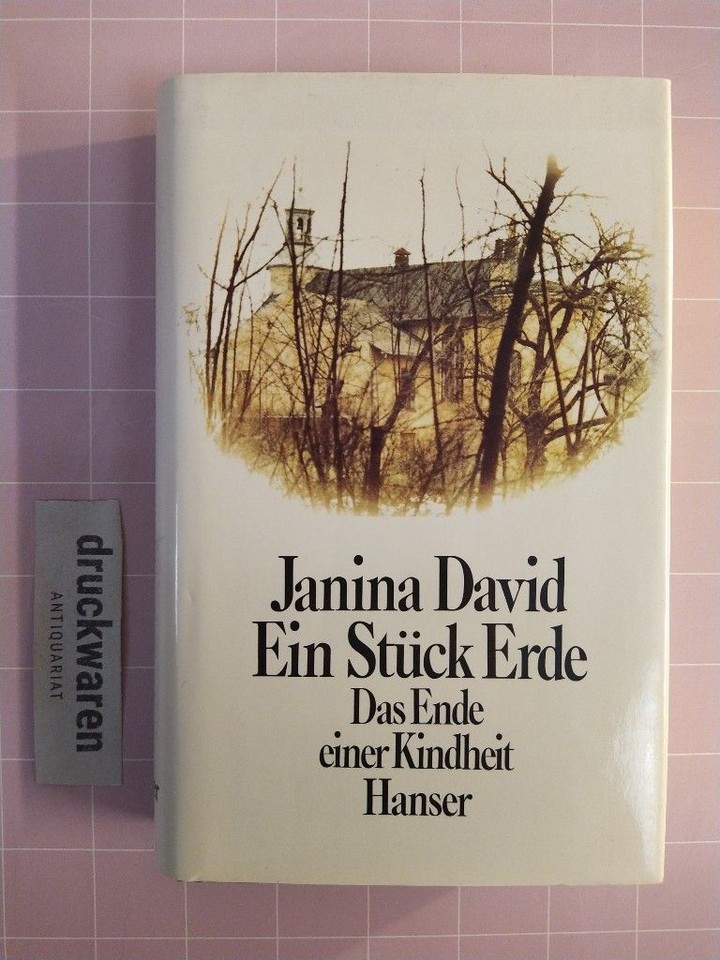 Janina David
Ein Stück Erde
Das Ende
einer Kindheit
Hanser
druckwaren
ANTIQUARIAT